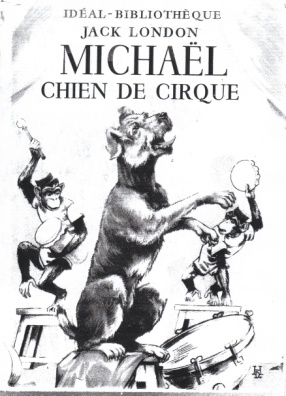 IDÉAL-BIBLIOTHÈQUE
JACK LONDON
MICHAËL
CHIEN DE CIRQUE